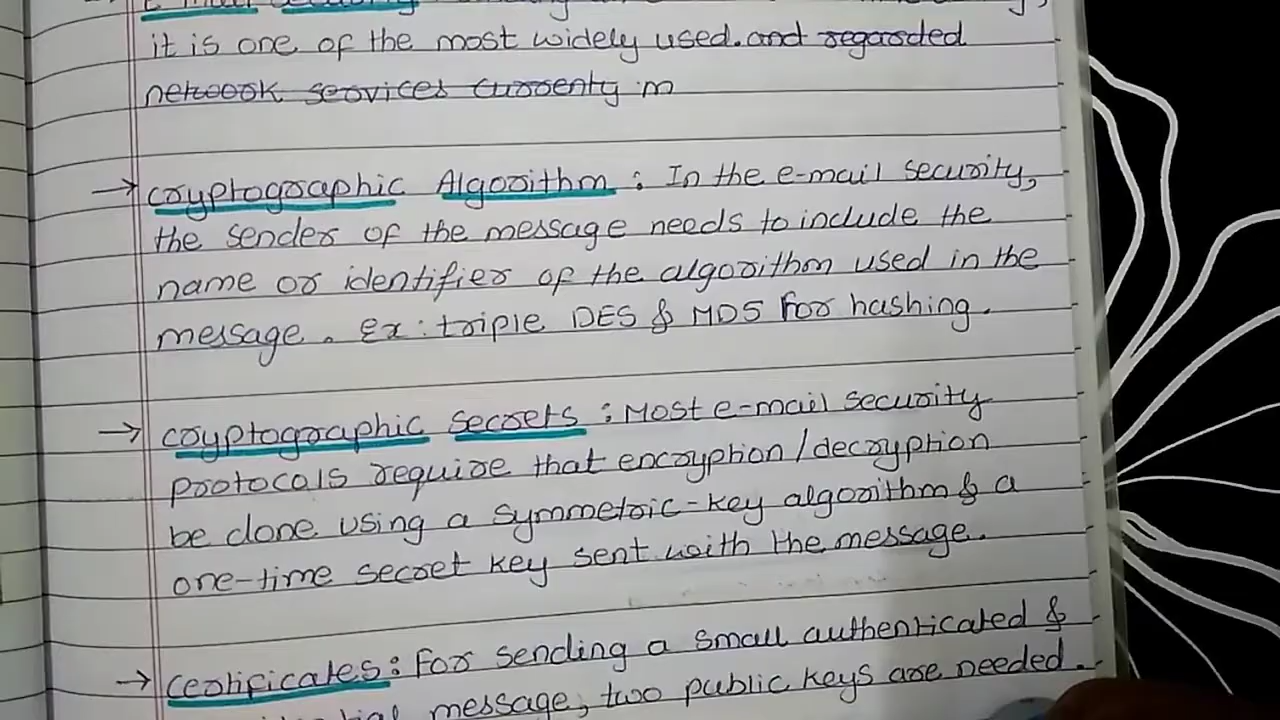 it is one of the most widely used. and regarded
network services currently in
→ Cryptographic Algorithm : In the e-mail security,
the sender of the message needs to include the
name or identifier of the algorithm used in the
message. Ex: triple DES & MD5 for hashing.
→ Cryptographic Secrets : Most e-mail security
protocals require that encryption/decryption
be done using a symmetric-key algorithm & a
one-time secret key sent with the message.
→ Certificates : For sending a small authenticated &
message, two public keys are needed.